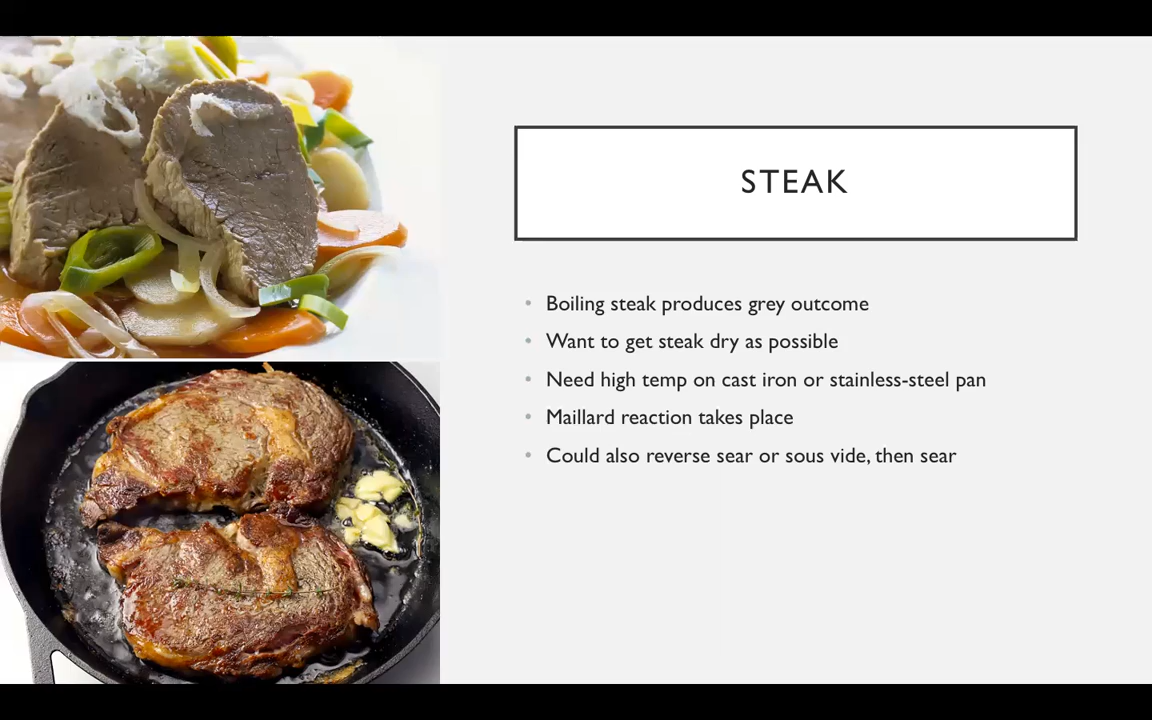 STEAK
• Boiling steak produces grey outcome
• Want to get steak dry as possible
• Need high temp on cast iron or stainless-steel pan
• Maillard reaction takes place
• Could also reverse sear or sous vide, then sear